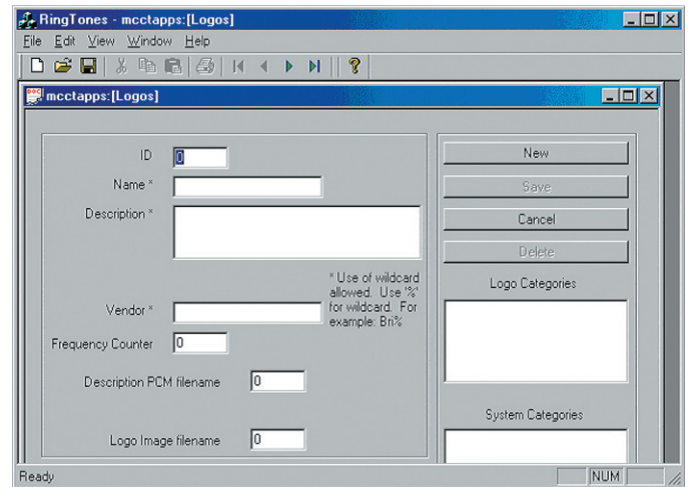 RingTones - mcctapps:[Logos]
File Edit View Window Help
mcctapps:[Logos]
ID 0
Name *
Description *
* Use of wildcard
allowed. Use '%'
for wildcard. For
example: Bri%
Vendor *
Frequency Counter 0
Description PCM filename 0
Logo Image filename 0
New
Save
Cancel
Delete
Logo Categories
System Categories
Ready
NUM